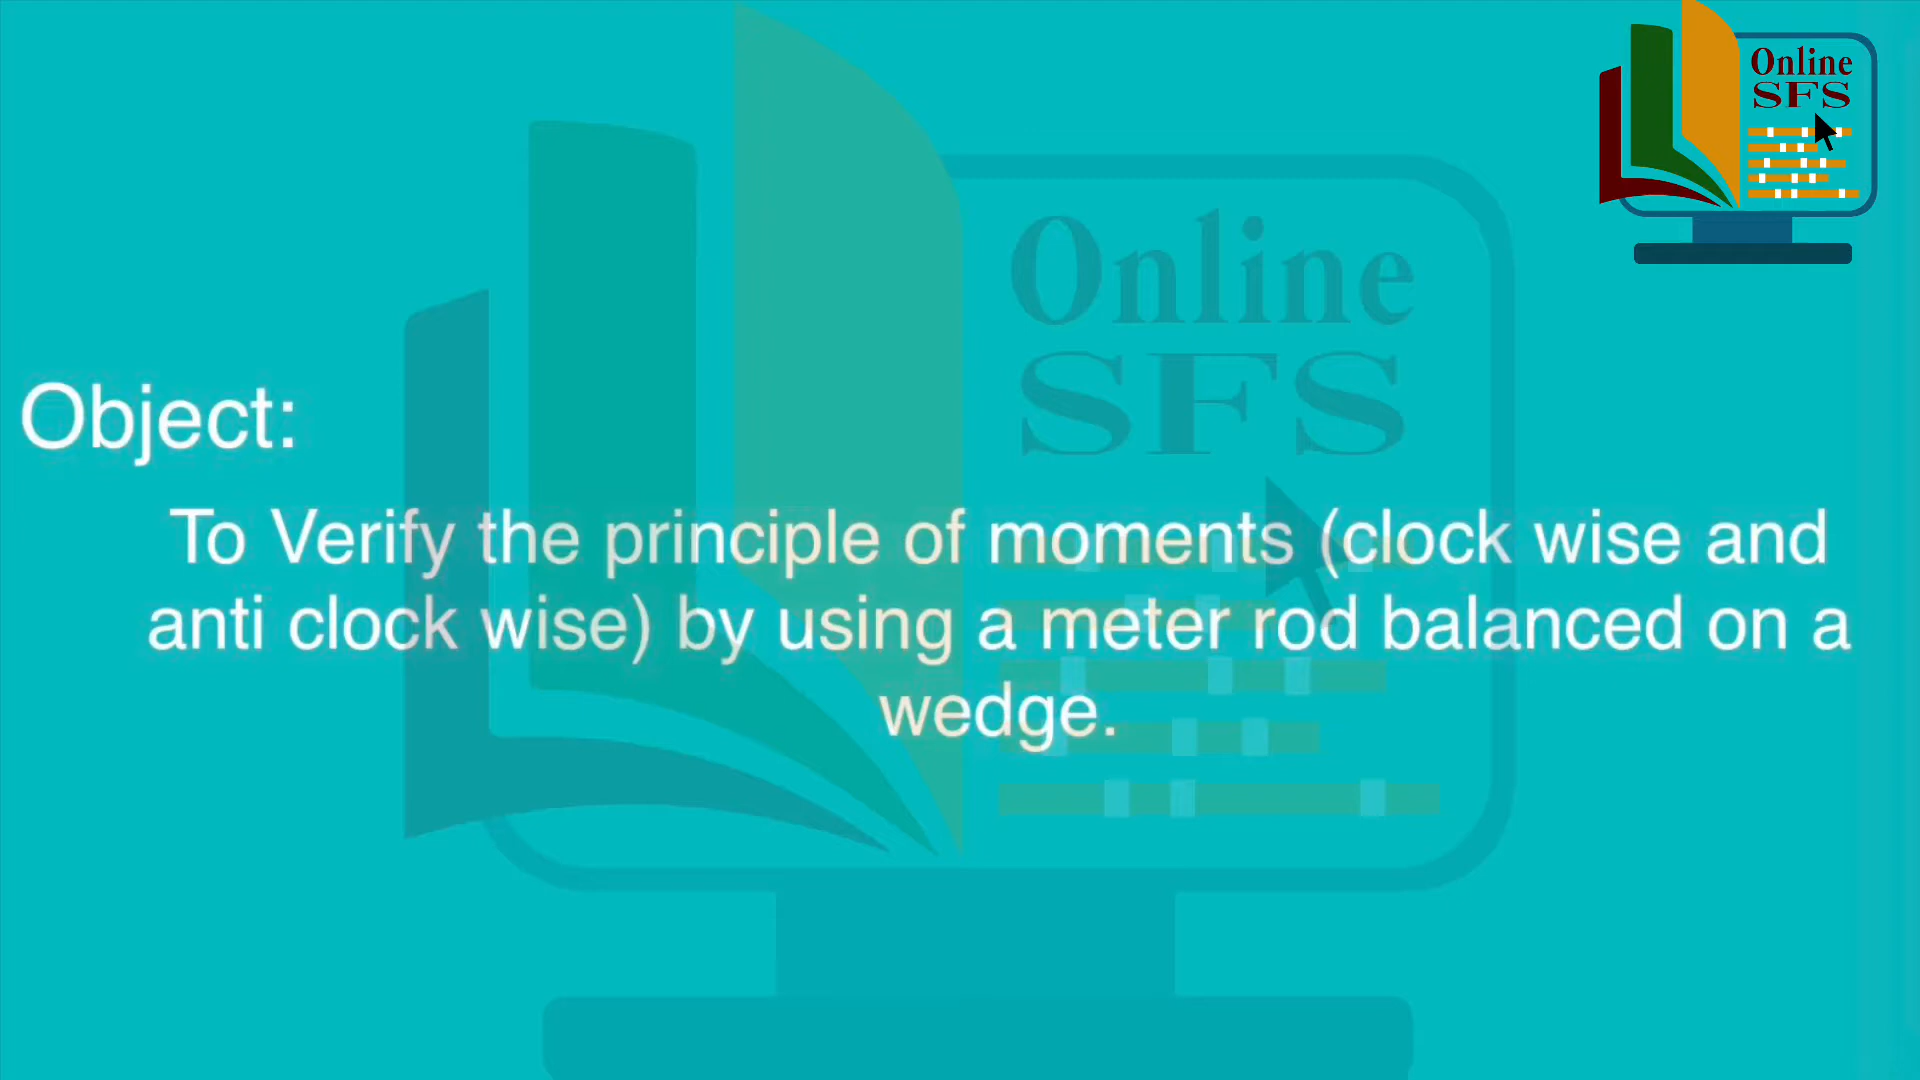 Online
SFS
Online
SFS
Object:
To Verify the principle of moments (clock wise and
anti clock wise) by using a meter rod balanced on a
wedge.